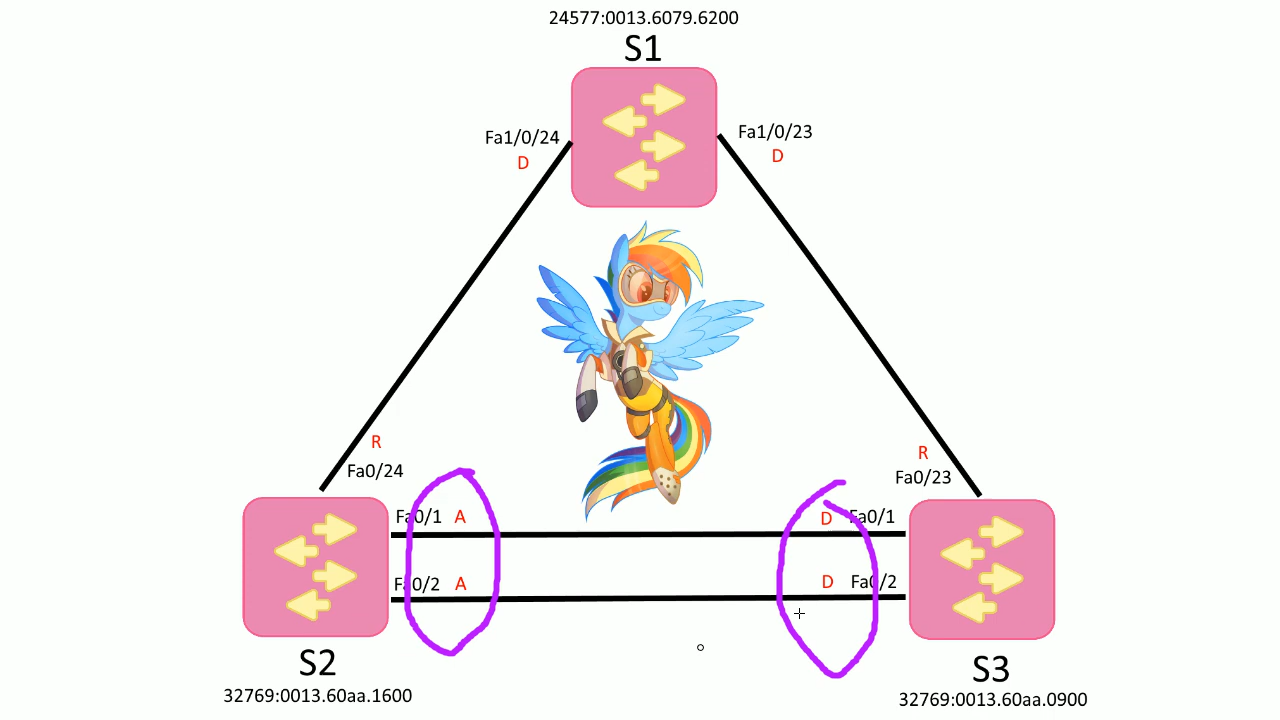 24577:0013.6079.6200
S1
Fa1/0/24
D
Fa1/0/23
D
R
Fa0/24
R
Fa0/23
Fa0/1 A
D Fa0/1
Fa0/2 A
D Fa0/2
S2
32769:0013.60aa.1600
S3
32769:0013.60aa.0900